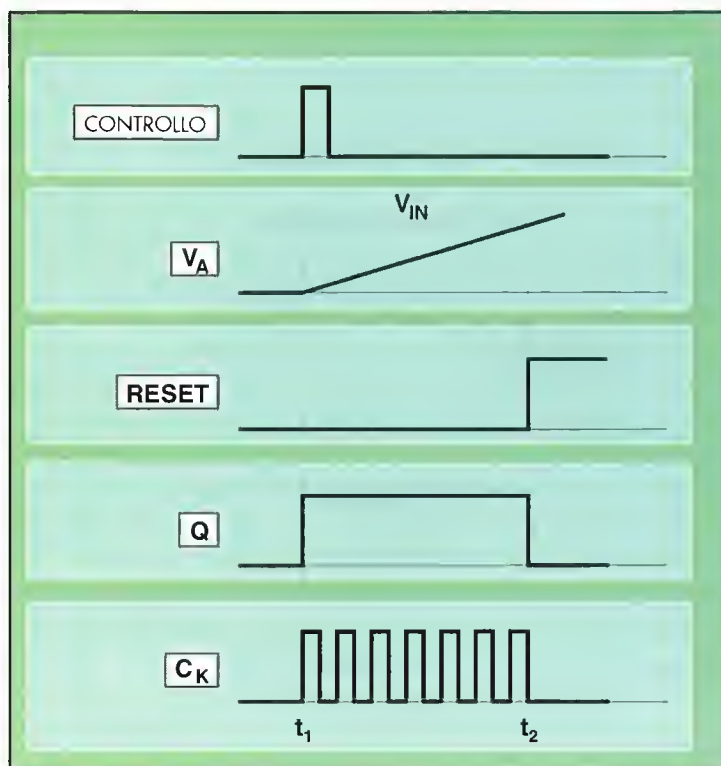 CONTROLLO
V_IN
V_A
RESET
Q
C_K
t_1
t_2